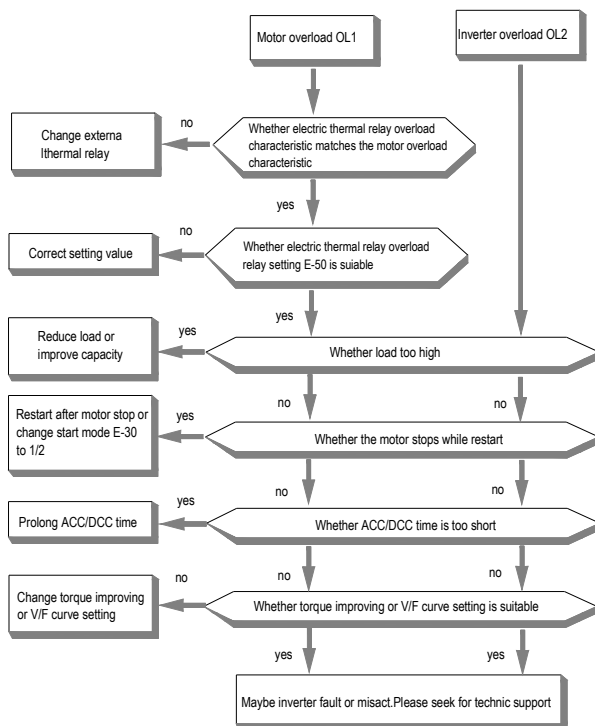 Motor overload OL1
Inverter overload OL2
no
Change externa
lthermal relay
Whether electric thermal relay overload
characteristic matches the motor overload
characteristic
yes
no
Correct setting value
Whether electric thermal relay overload
relay setting E-50 is suiable
yes
yes
Reduce load or
improve capacity
Whether load too high
no
no
Restart after motor stop or
change start mode E-30
to 1/2
yes
Whether the motor stops while restart
no
no
yes
Prolong ACC/DCC time
Whether ACC/DCC time is too short
no
no
no
Change torque improving
or V/F curve setting
Whether torque improving or V/F curve setting is suitable
yes
yes
Maybe inverter fault or misact.Please seek for technic support